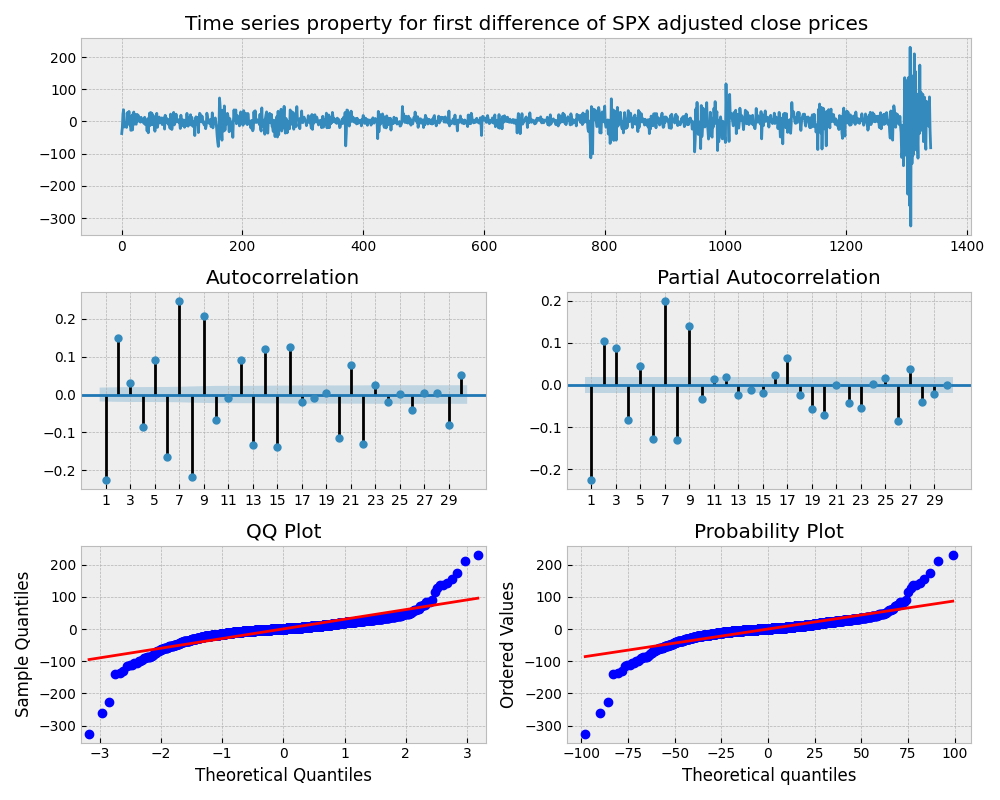 Time series property for first difference of SPX adjusted close prices
200
100
0
−100
−200
−300
0 200 400 600 800 1000 1200 1400
Autocorrelation
0.2
0.1
0.0
−0.1
−0.2
1 3 5 7 9 11 13 15 17 19 21 23 25 27 29
Partial Autocorrelation
0.2
0.1
0.0
−0.1
−0.2
1 3 5 7 9 11 13 15 17 19 21 23 25 27 29
QQ Plot
Sample Quantiles
200
100
0
−100
−200
−300
−3 −2 −1 0 1 2 3
Theoretical Quantiles
Probability Plot
Ordered Values
200
100
0
−100
−200
−300
−100 −75 −50 −25 0 25 50 75 100
Theoretical quantiles